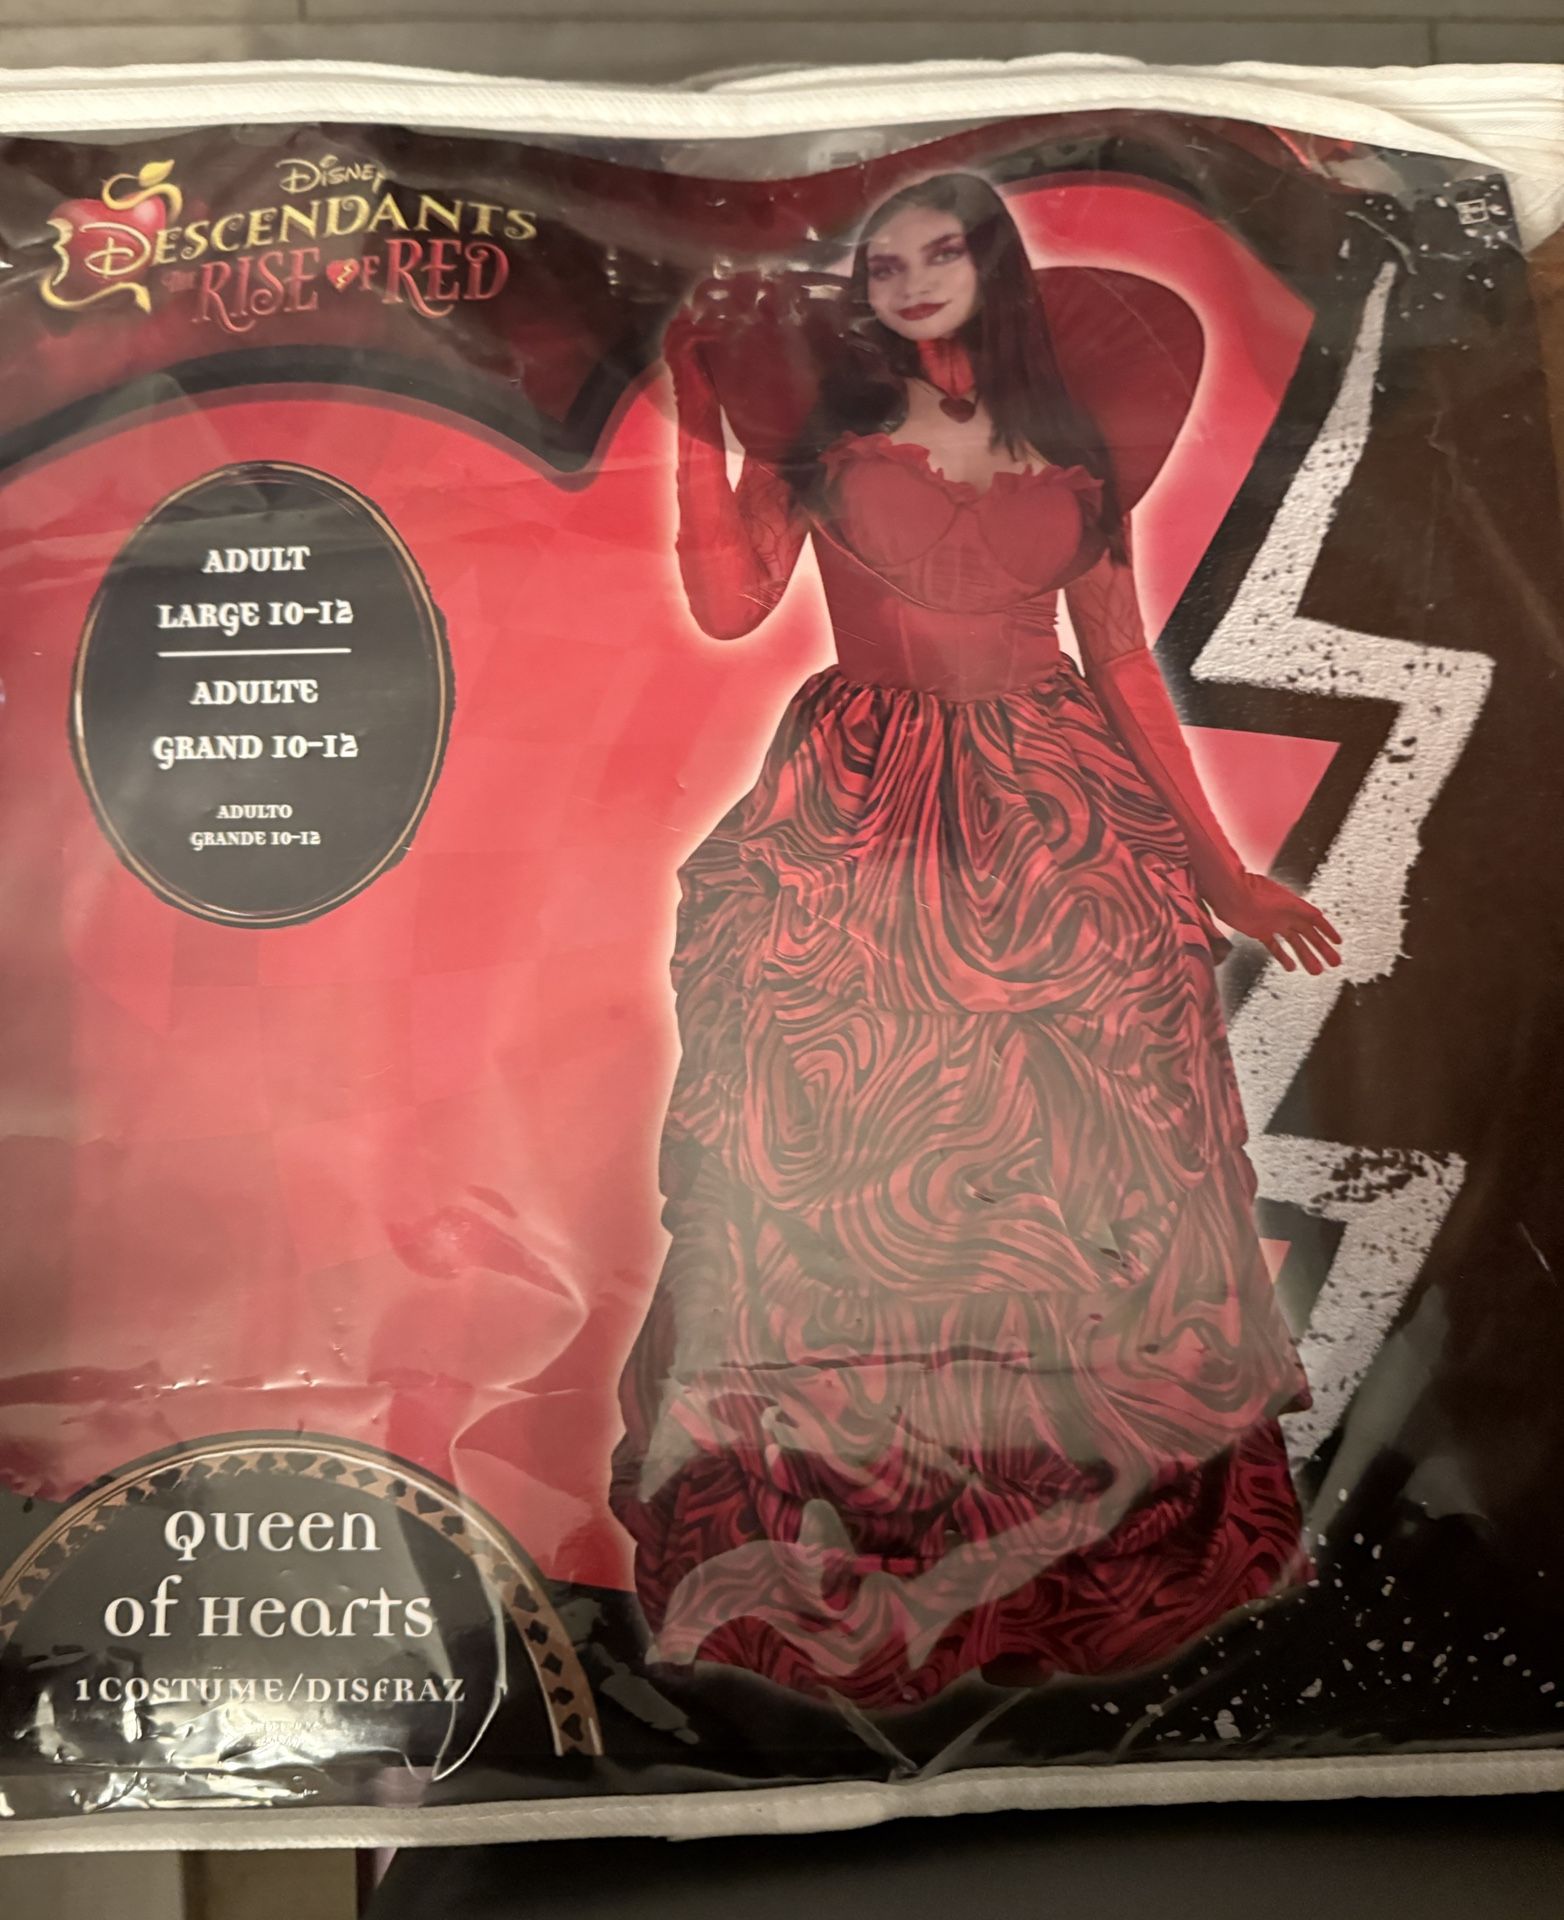 Disney
Descendants
The Rise of Red
ADULT
LARGE 10-12
ADULTE
GRAND 10-12
ADULTO
GRANDE 10-12
Queen
of Hearts
1 COSTUME/DISFRAZ